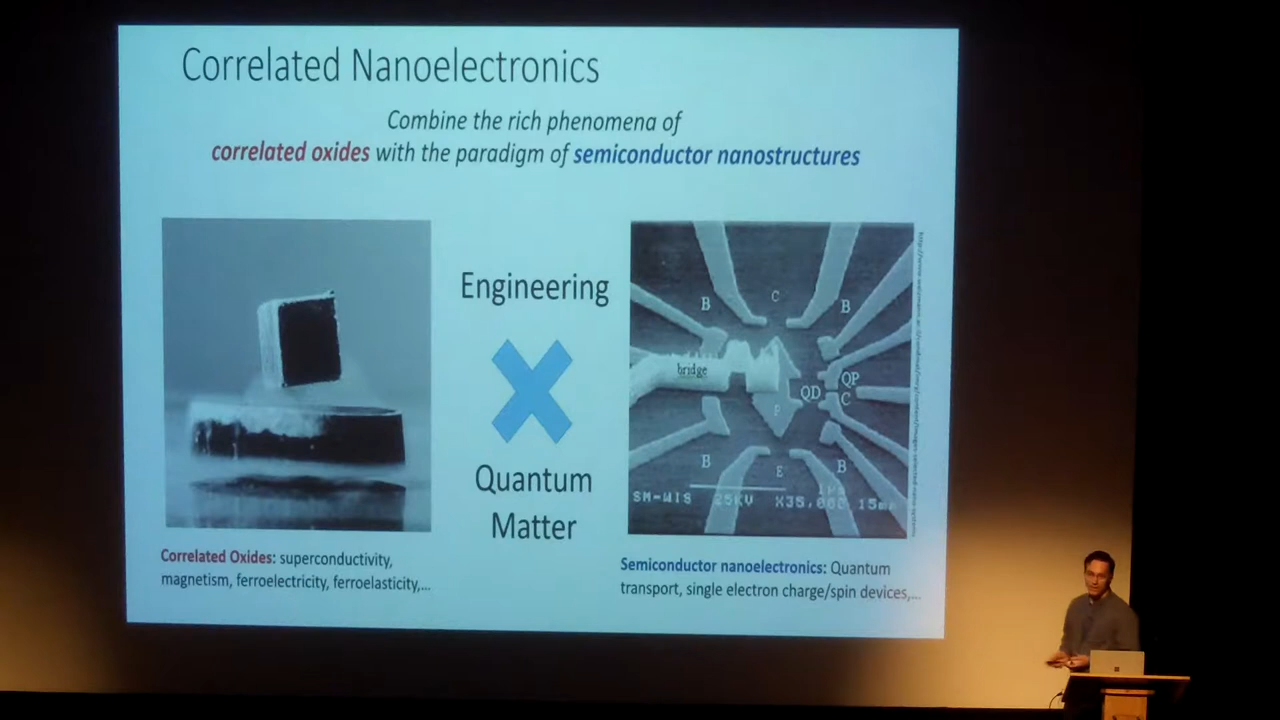 Correlated Nanoelectronics
Combine the rich phenomena of
correlated oxides with the paradigm of semiconductor nanostructures
Engineering
Quantum
Matter
B
C
B
bridge
QD
QP
C
P
B
E
B
SM-WIS 25KV X35,000 15mm
1µ
Correlated Oxides: superconductivity,
magnetism, ferroelectricity, ferroelasticity,...
Semiconductor nanoelectronics: Quantum
transport, single electron charge/spin devices,...